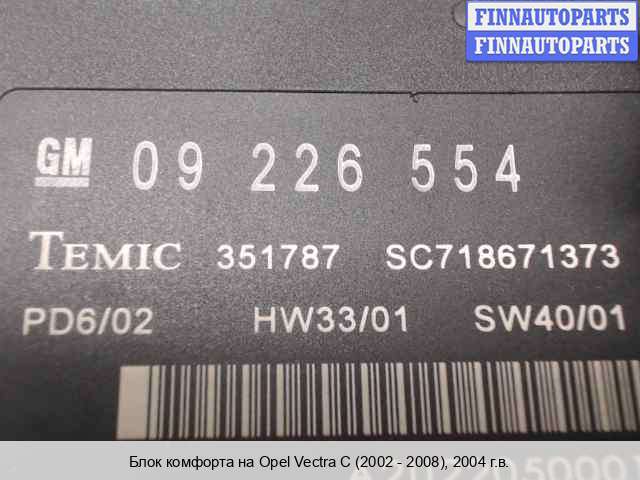 FINNAUTOPARTS
FINNAUTOPARTS
GM 09 226 554
TEMIC 351787 SC718671373
PD6/02 HW33/01 SW40/01
Блок комфорта на Opel Vectra C (2002 - 2008), 2004 г.в.